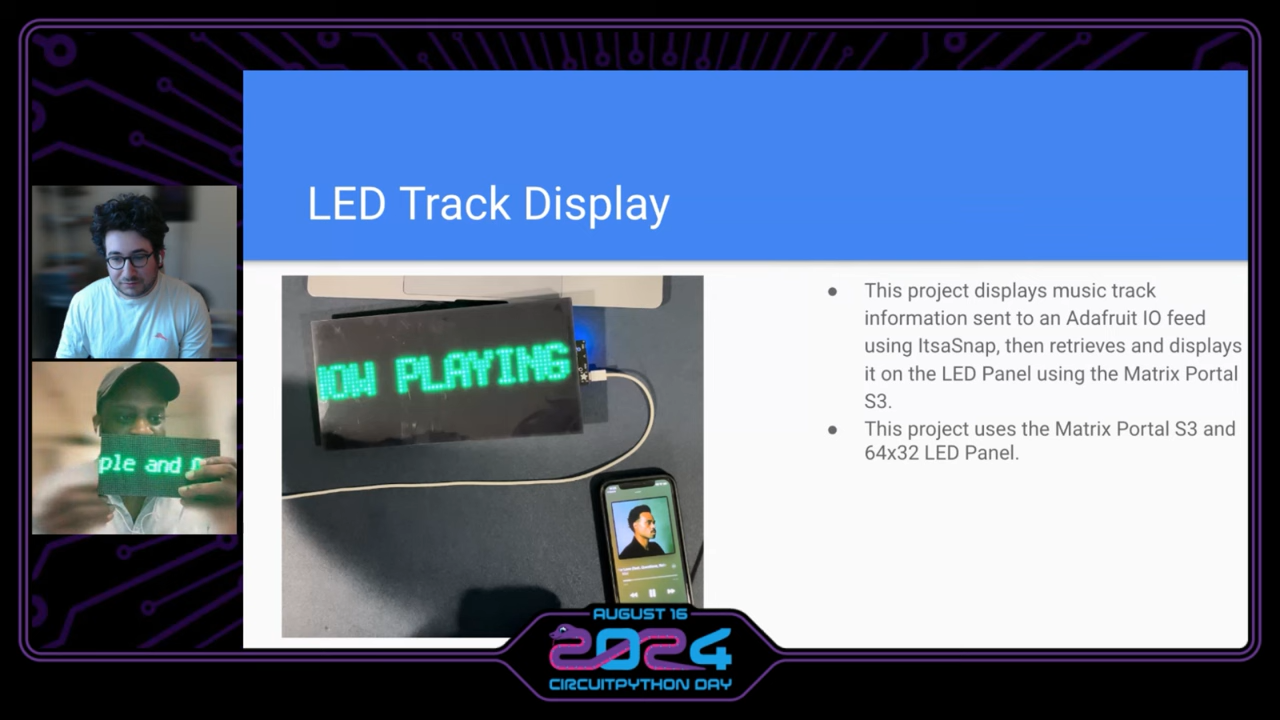 LED Track Display
NOW PLAYING
ple and
This project displays music track
information sent to an Adafruit IO feed
using ItsaSnap, then retrieves and displays
it on the LED Panel using the Matrix Portal
S3.
This project uses the Matrix Portal S3 and
64x32 LED Panel.
AUGUST 16
2024
CIRCUITPYTHON DAY